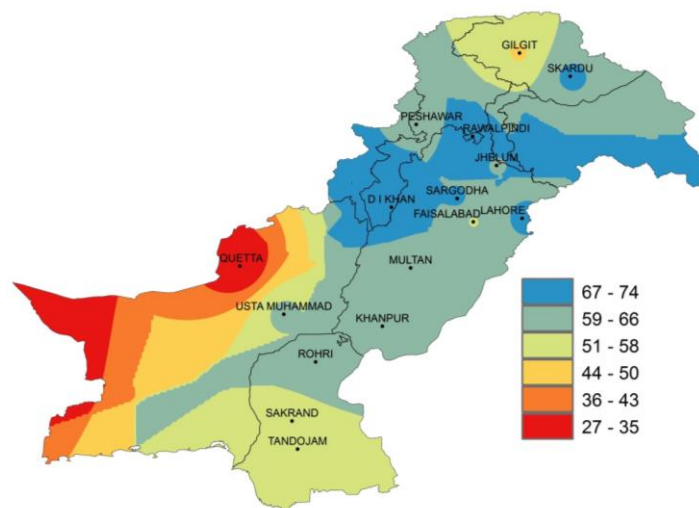 GILGIT
SKARDU
PESHAWAR
RAWALPINDI
JHELUM
SARGODHA
D I KHAN
FAISALABAD
LAHORE
QUETTA
MULTAN
USTA MUHAMMAD
KHANPUR
ROHRI
SAKRAND
TANDOJAM
67 - 74
59 - 66
51 - 58
44 - 50
36 - 43
27 - 35